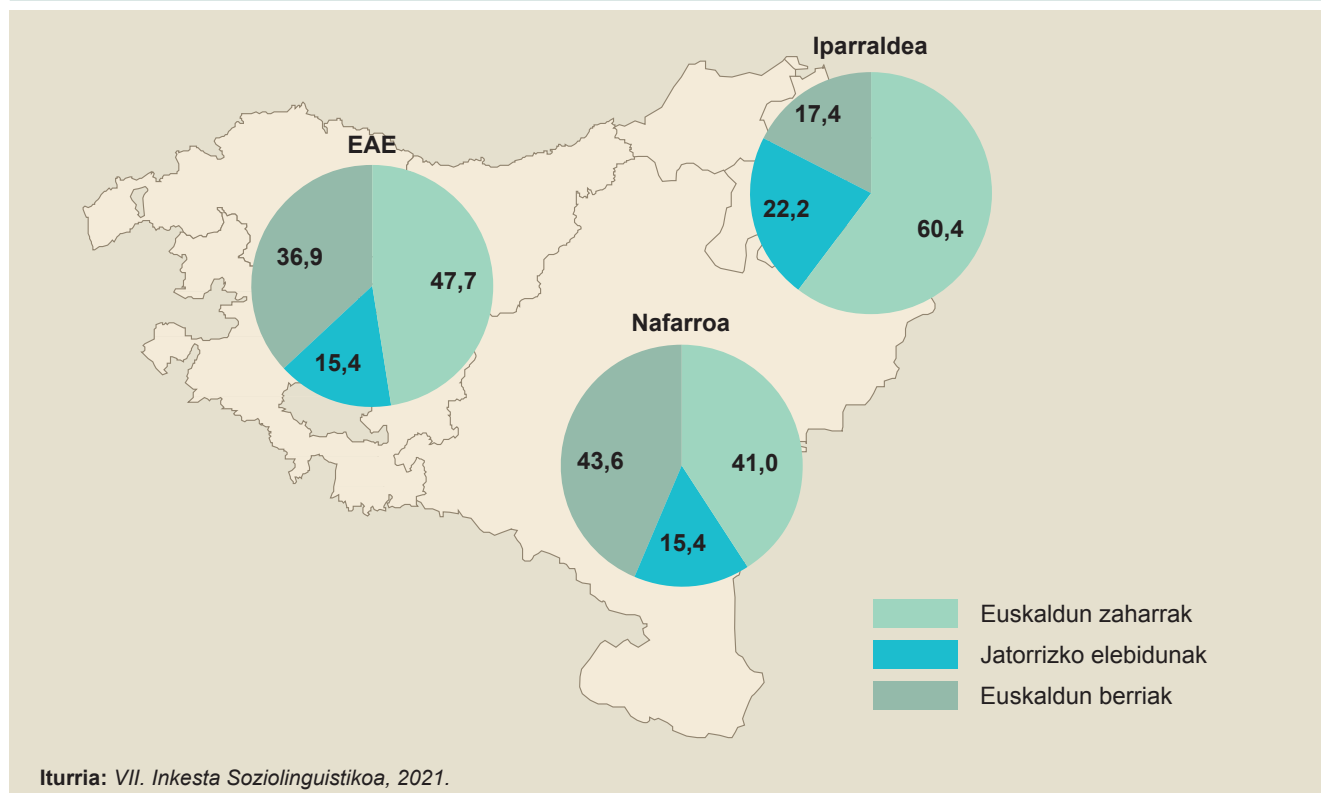 Iparraldea
17,4
22,2
60,4
EAE
36,9
47,7
15,4
Nafarroa
43,6
41,0
15,4
Euskaldun zaharrak
Jatorrizko elebidunak
Euskaldun berriak
Iturria: VII. Inkesta Soziolinguistikoa, 2021.